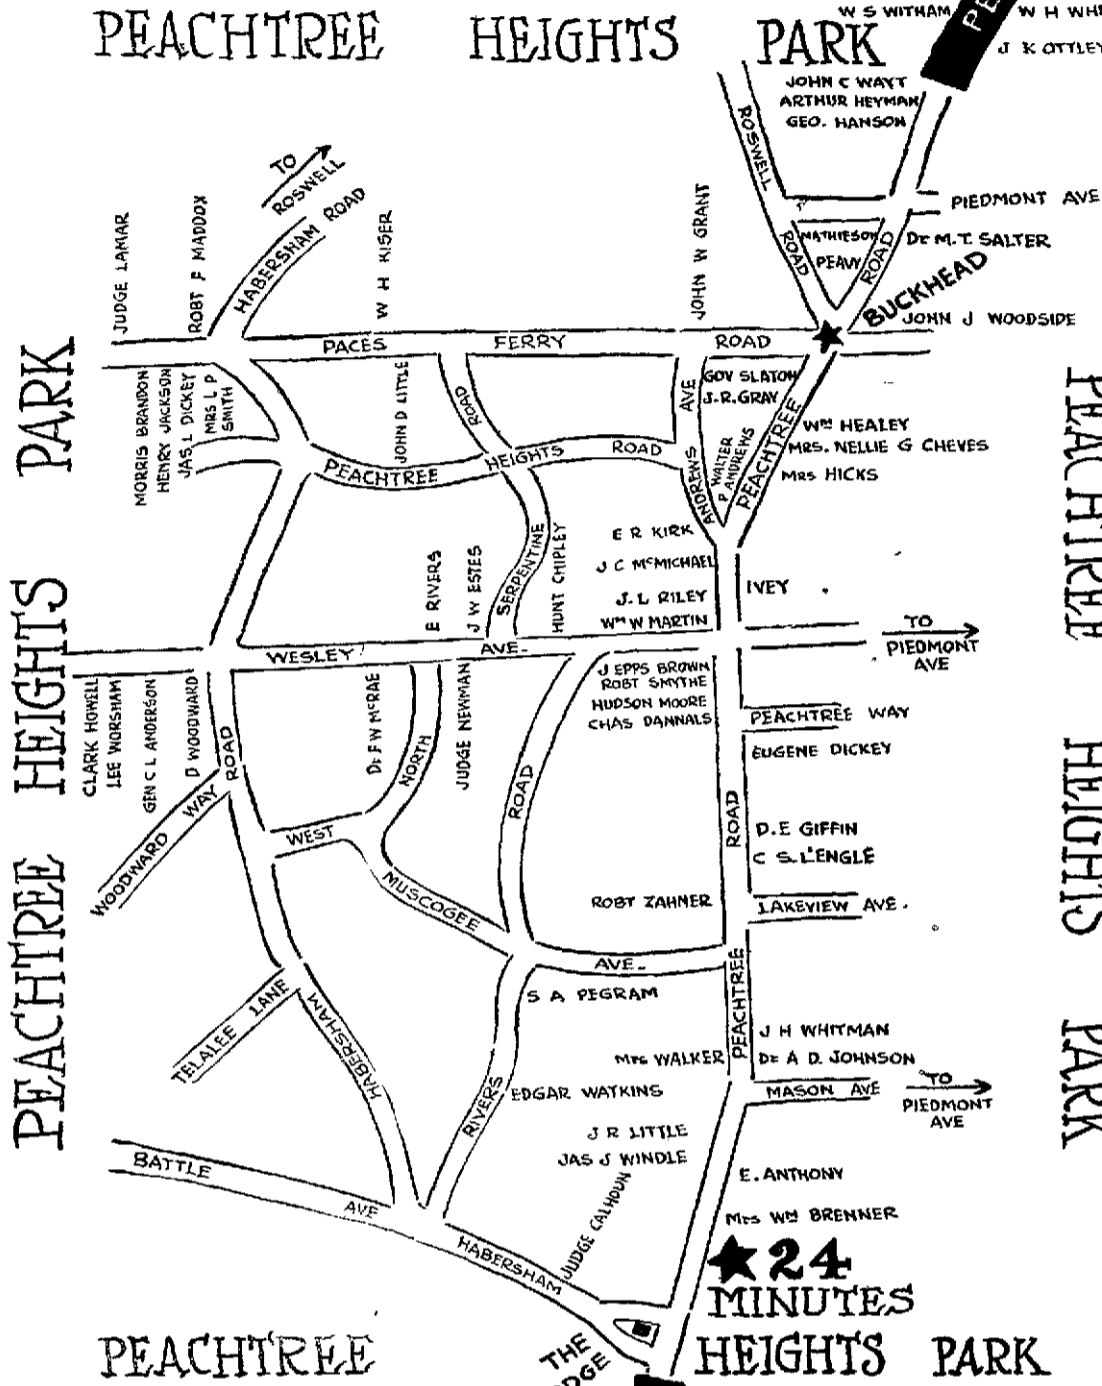 PEACHTREE HEIGHTS PARK
W S WITHAM
W H WH
J K OTTLEY
PE
JOHN C WAYT
ARTHUR HEYMAN
GEO. HANSON
ROSWELL ROAD
TO ROSWELL
HABERSHAM ROAD
JUDGE LAMAR
ROBT F MADDOX
W H KISER
JOHN W GRANT
PIEDMONT AVE
MATHIESON
PEAVY
ROAD
Dr M.T. SALTER
BUCKHEAD
JOHN J WOODSIDE
PACES FERRY ROAD
MORRIS BRANDON
HENRY JACKSON
JAS. L DICKEY
MRS L P SMITH
JOHN D LITTLE
ROAD
ANDREWS AVE
GOV SLATON
J.R. GRAY
WALTER P ANDREWS
PEACHTREE
Wm HEALEY
MRS. NELLIE G CHEVES
MRS HICKS
PEACHTREE HEIGHTS ROAD
E R KIRK
J C McMICHAEL
J. L RILEY
Wm W MARTIN
IVEY
SERPENTINE
E RIVERS
J W ESTES
HUNT CHIPLEY
WESLEY AVE.
TO
PIEDMONT
AVE
CLARK HOWELL
LEE WORSHAM
GEN C L ANDERSON
D WOODWARD
ROAD
Dr F W McRAE
NORTH
JUDGE NEWMAN
ROAD
J EPPS BROWN
ROBT SMYTHE
HUDSON MOORE
CHAS DANNALS
PEACHTREE WAY
EUGENE DICKEY
WOODWARD WAY
WEST
MUSCOGEE AVE.
ROAD
D. E GIFFIN
C S L'ENGLE
ROBT ZAHNER
LAKEVIEW AVE.
S A PEGRAM
PEACHTREE
TELALEE LANE
HABERSHAM
RIVERS
J H WHITMAN
Mrs WALKER
Dr A D. JOHNSON
EDGAR WATKINS
MASON AVE
TO
PIEDMONT
AVE
J R LITTLE
JAS J WINDLE
JUDGE CALHOUN
E. ANTHONY
Mrs Wm BRENNER
BATTLE AVE
HABERSHAM
24
MINUTES
THE
DGE
PEACHTREE HEIGHTS PARK
PEACHTREE HEIGHTS PARK
PEACHTREE HEIGHTS PARK